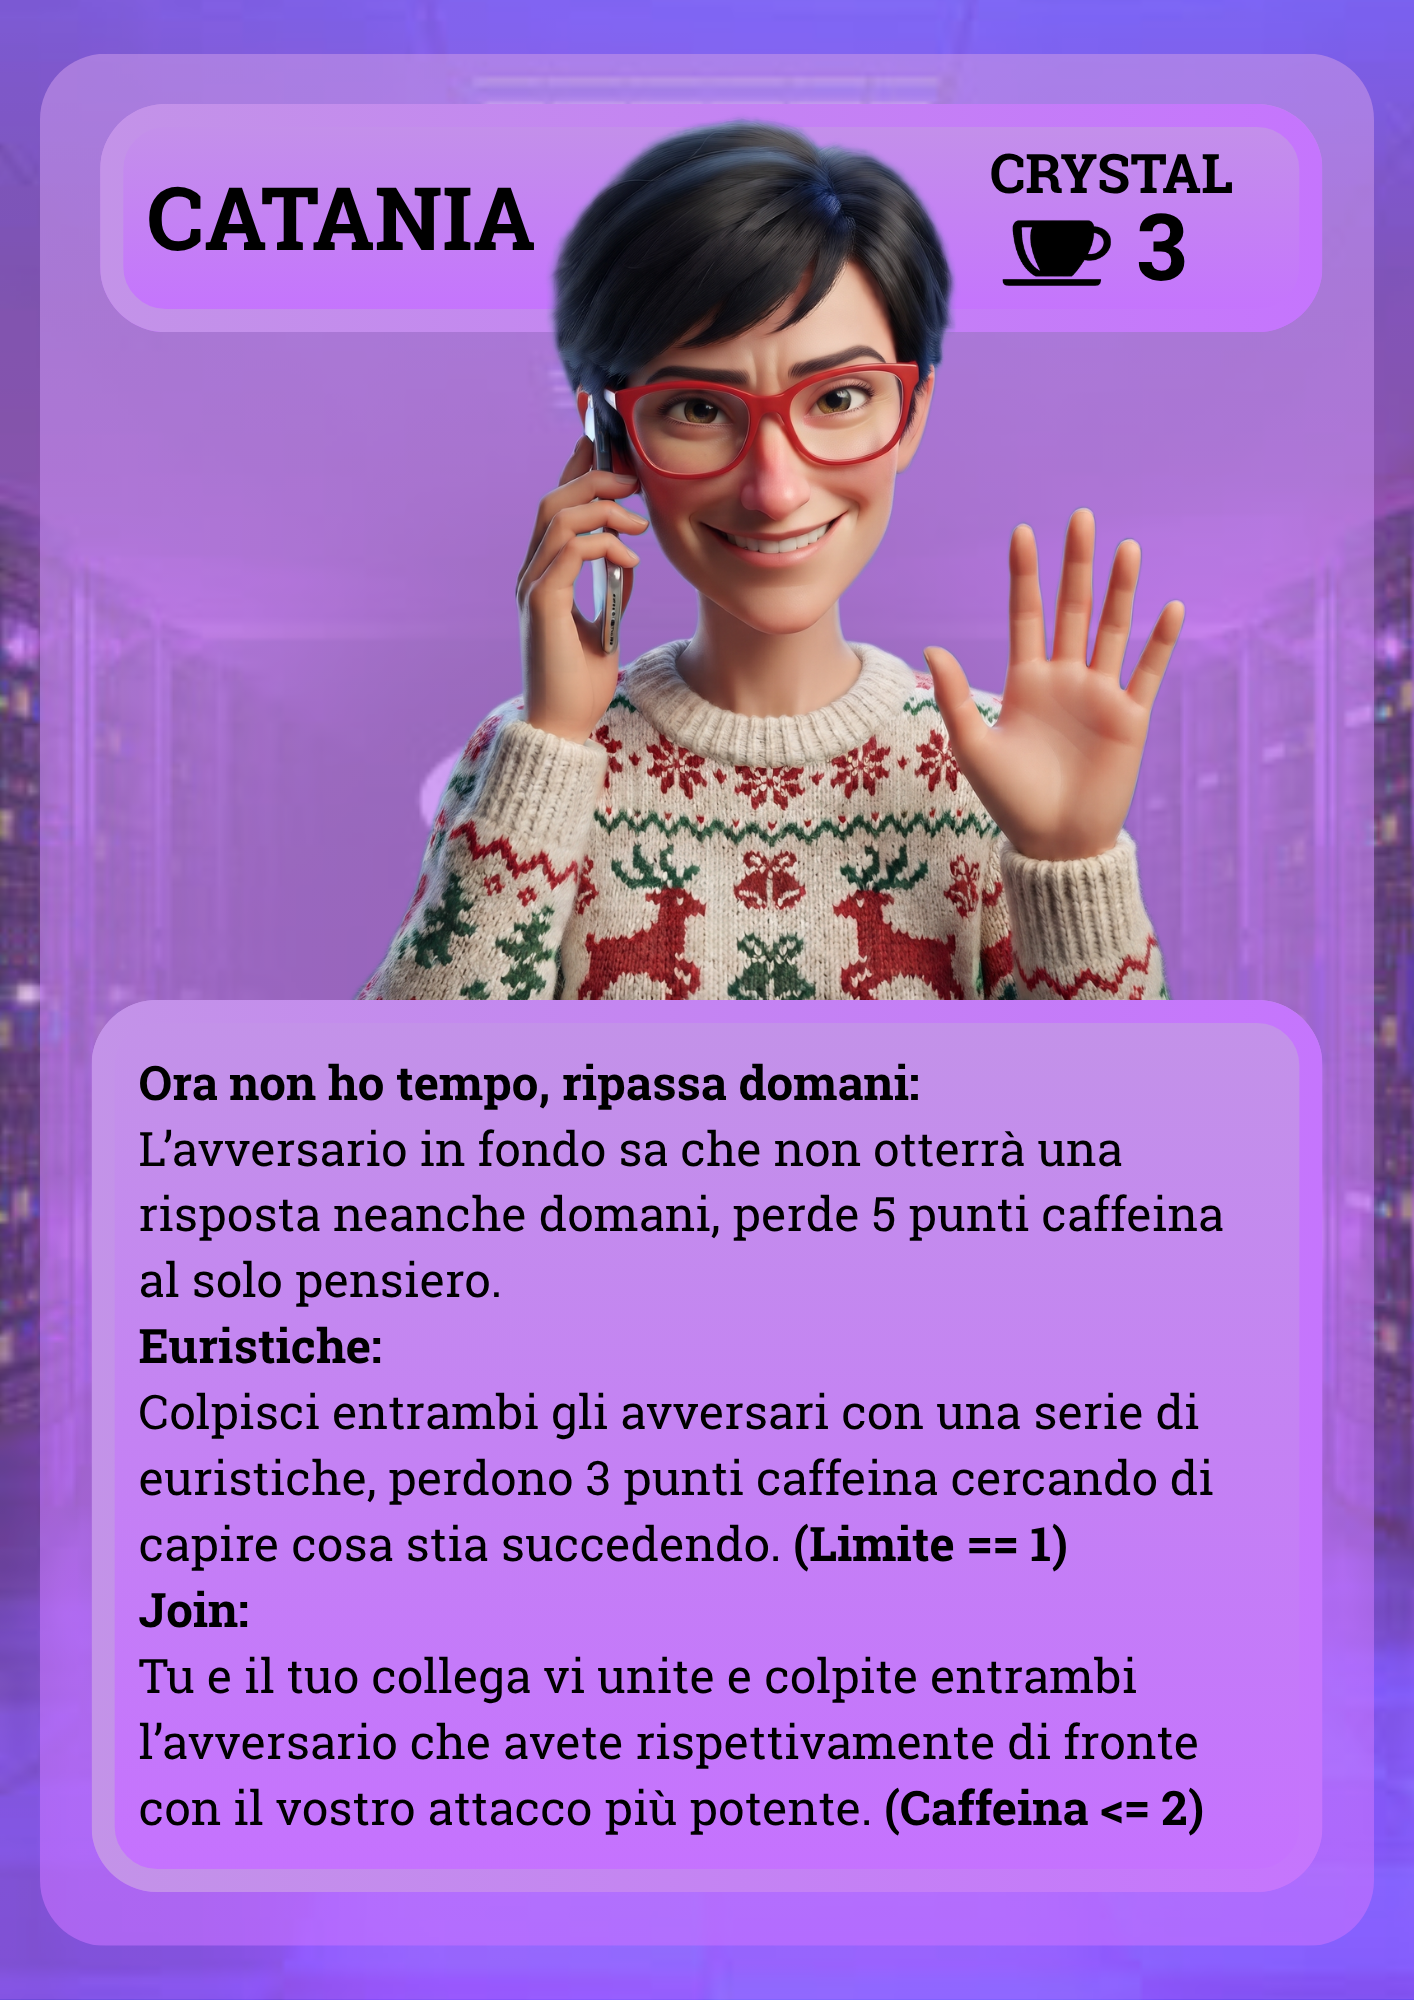 CATANIA
CRYSTAL
3
Ora non ho tempo, ripassa domani:
L’avversario in fondo sa che non otterrà una
risposta neanche domani, perde 5 punti caffeina
al solo pensiero.
Euristiche:
Colpisci entrambi gli avversari con una serie di
euristiche, perdono 3 punti caffeina cercando di
capire cosa stia succedendo. (Limite == 1)
Join:
Tu e il tuo collega vi unite e colpite entrambi
l’avversario che avete rispettivamente di fronte
con il vostro attacco più potente. (Caffeina <= 2)